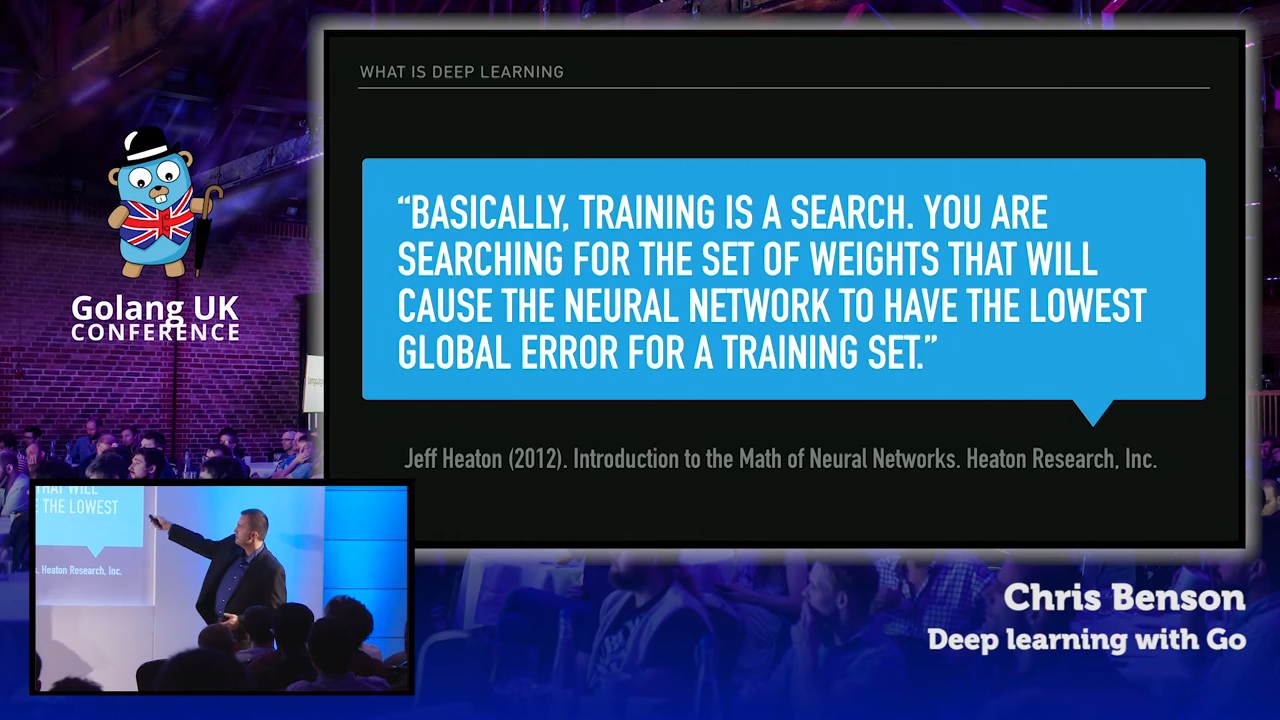 WHAT IS DEEP LEARNING
“BASICALLY, TRAINING IS A SEARCH. YOU ARE
SEARCHING FOR THE SET OF WEIGHTS THAT WILL
CAUSE THE NEURAL NETWORK TO HAVE THE LOWEST
GLOBAL ERROR FOR A TRAINING SET.”
Jeff Heaton (2012). Introduction to the Math of Neural Networks. Heaton Research, Inc.
Golang UK
CONFERENCE
THAT WILL
E THE LOWEST
s. Heaton Research, Inc.
Chris Benson
Deep learning with Go